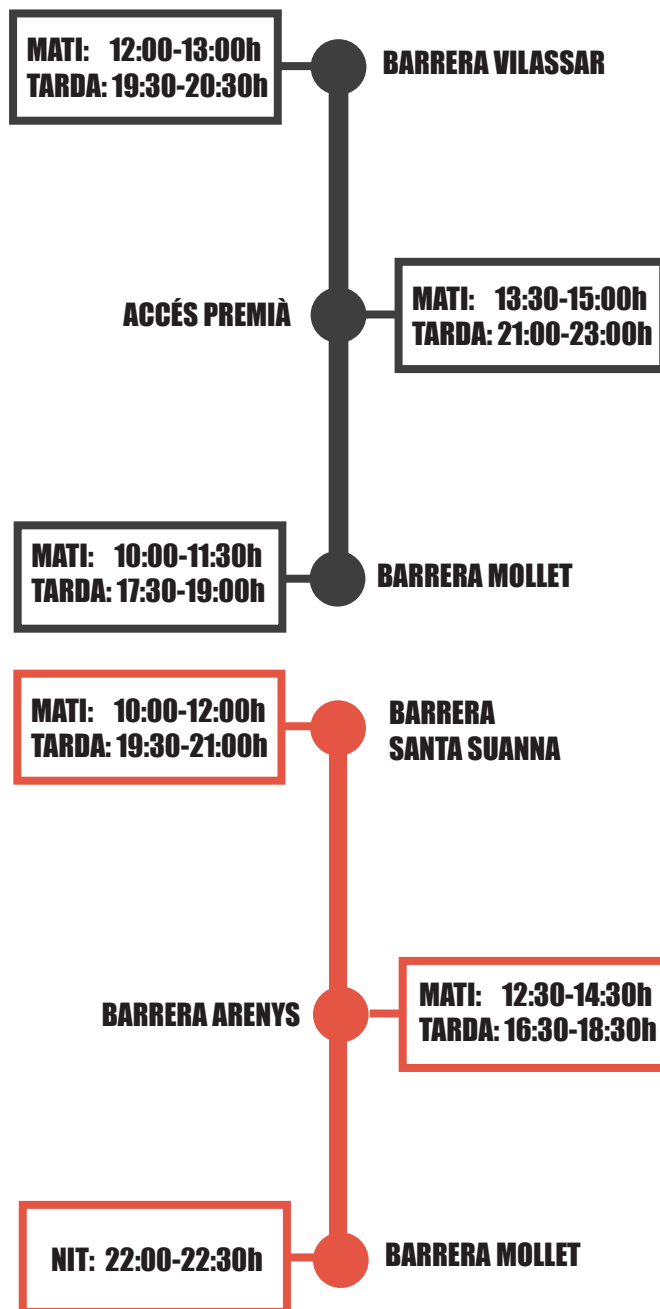 MATI: 12:00-13:00h
TARDA: 19:30-20:30h
BARRERA VILASSAR
ACCÉS PREMIÀ
MATI: 13:30-15:00h
TARDA: 21:00-23:00h
MATI: 10:00-11:30h
TARDA: 17:30-19:00h
BARRERA MOLLET
MATI: 10:00-12:00h
TARDA: 19:30-21:00h
BARRERA
SANTA SUANNA
BARRERA ARENYS
MATI: 12:30-14:30h
TARDA: 16:30-18:30h
NIT: 22:00-22:30h
BARRERA MOLLET